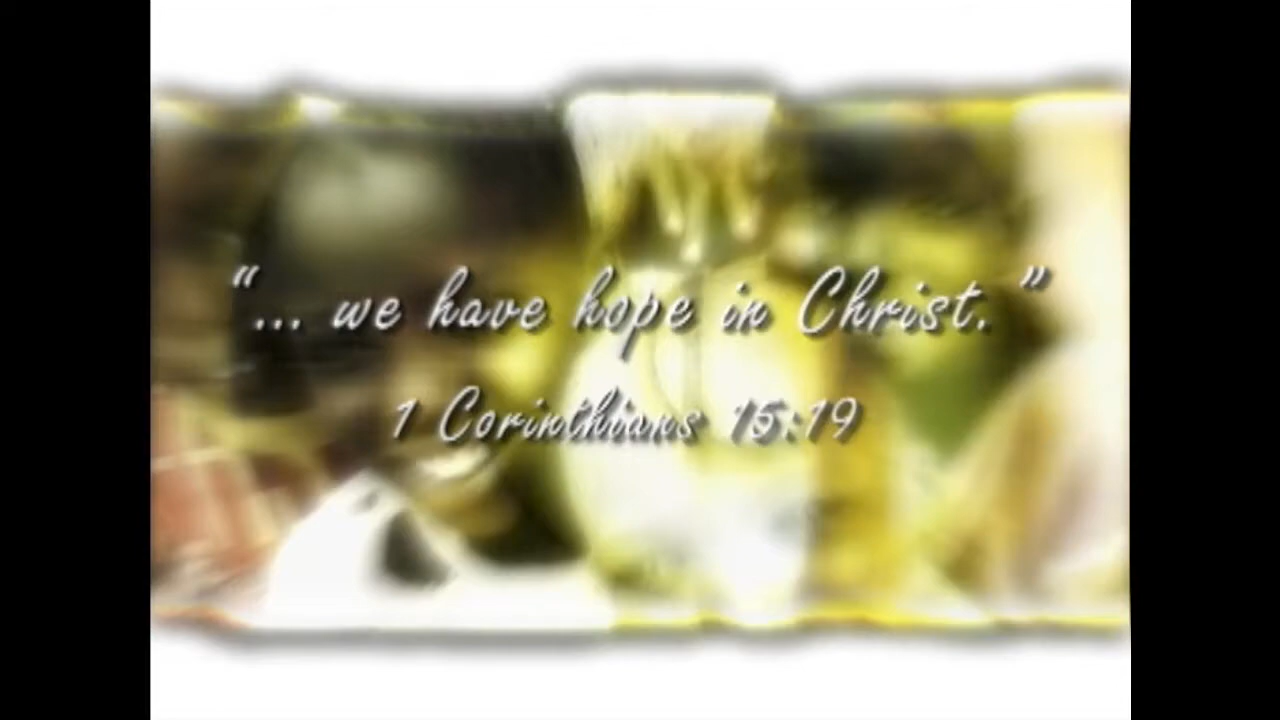 “... we have hope in Christ.”
1 Corinthians 15:19